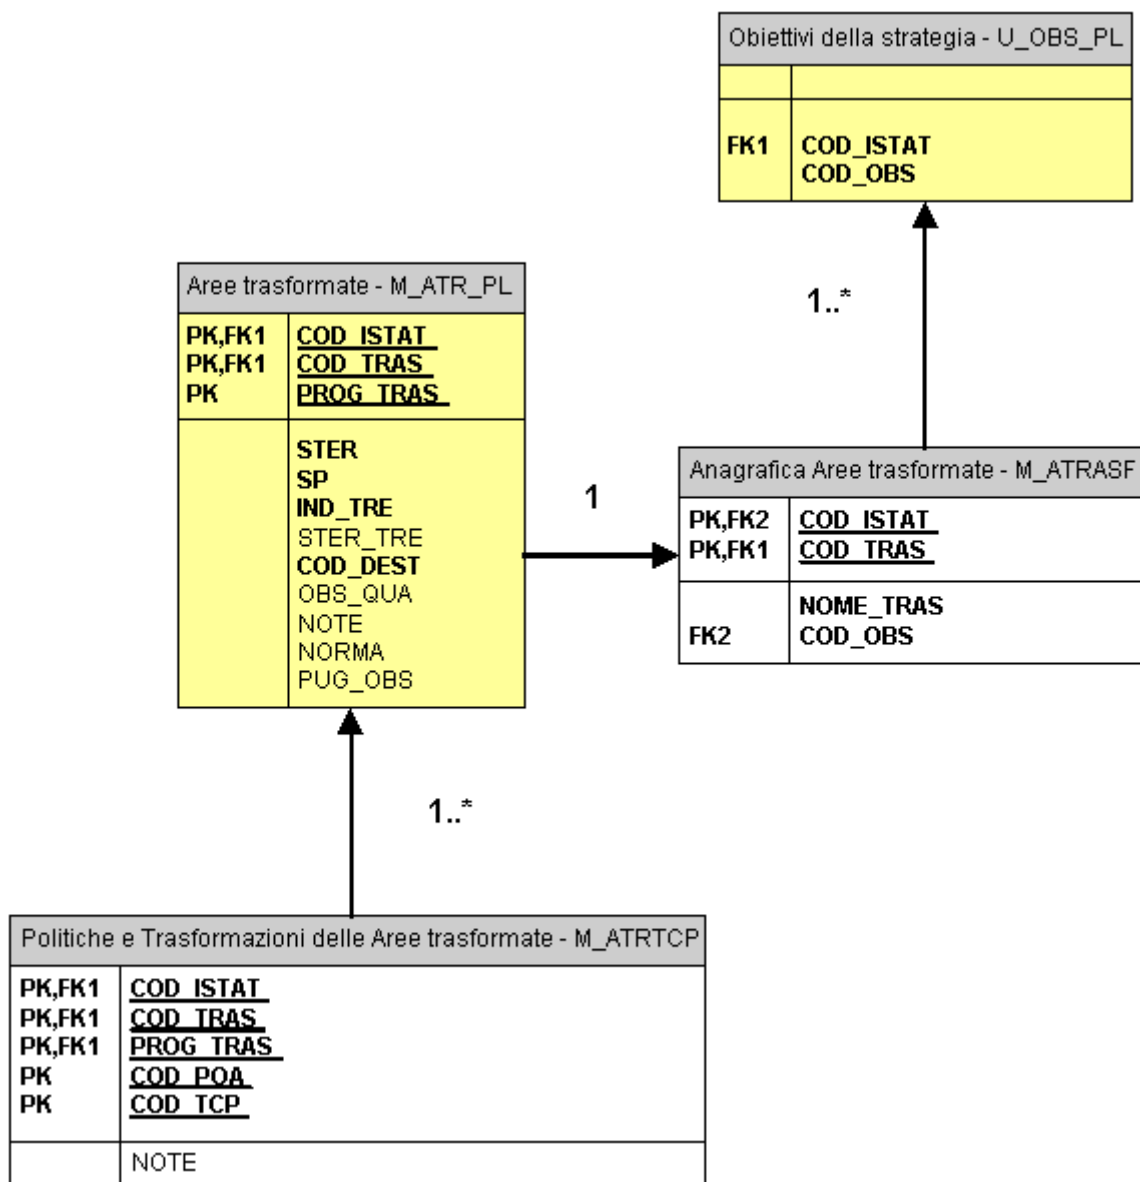 Obiettivi della strategia - U_OBS_PL
FK1 COD_ISTAT
COD_OBS
1..*
Aree trasformate - M_ATR_PL
PK,FK1 COD_ISTAT
PK,FK1 COD_TRAS
PK PROG_TRAS
STER
SP
IND_TRE
STER_TRE
COD_DEST
OBS_QUA
NOTE
NORMA
PUG_OBS
1
Anagrafica Aree trasformate - M_ATRASF
PK,FK2 COD_ISTAT
PK,FK1 COD_TRAS
NOME_TRAS
FK2 COD_OBS
1..*
Politiche e Trasformazioni delle Aree trasformate - M_ATRTCP
PK,FK1 COD_ISTAT
PK,FK1 COD_TRAS
PK,FK1 PROG_TRAS
PK COD_POA
PK COD_TCP
NOTE